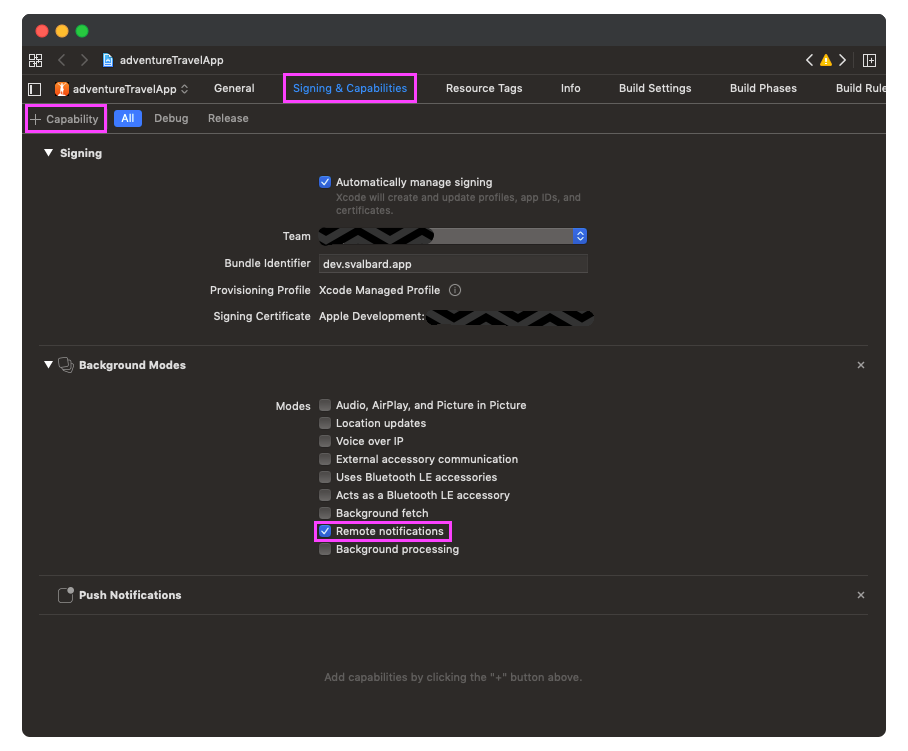 adventureTravelApp
adventureTravelApp General Signing & Capabilities Resource Tags Info Build Settings Build Phases Build Rule
+ Capability All Debug Release
Signing
Automatically manage signing
Xcode will create and update profiles, app IDs, and
certificates.
Team
Bundle Identifier dev.svalbard.app
Provisioning Profile Xcode Managed Profile
Signing Certificate Apple Development:
Background Modes
Modes Audio, AirPlay, and Picture in Picture
Location updates
Voice over IP
External accessory communication
Uses Bluetooth LE accessories
Acts as a Bluetooth LE accessory
Background fetch
Remote notifications
Background processing
Push Notifications
Add capabilities by clicking the "+" button above.